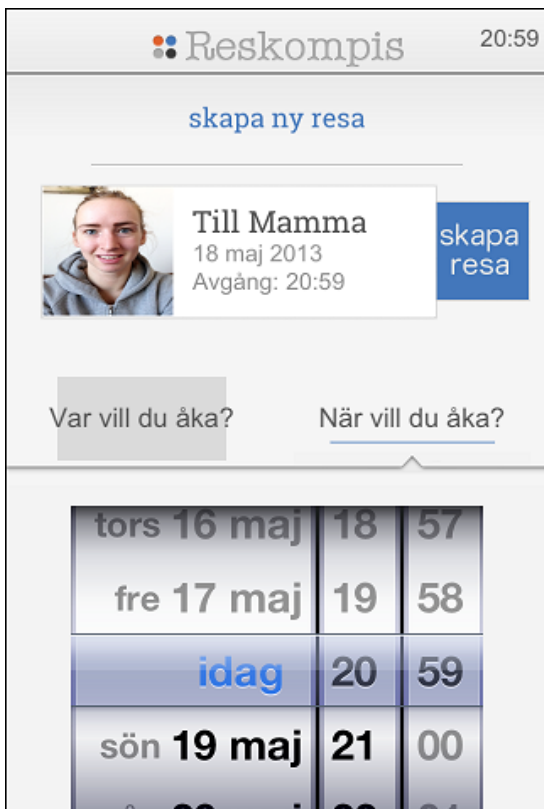 Reskompis 20:59
skapa ny resa
Till Mamma
18 maj 2013
Avgång: 20:59
skapa
resa
Var vill du åka? När vill du åka?
tors 16 maj 18 57
fre 17 maj 19 58
idag 20 59
sön 19 maj 21 00